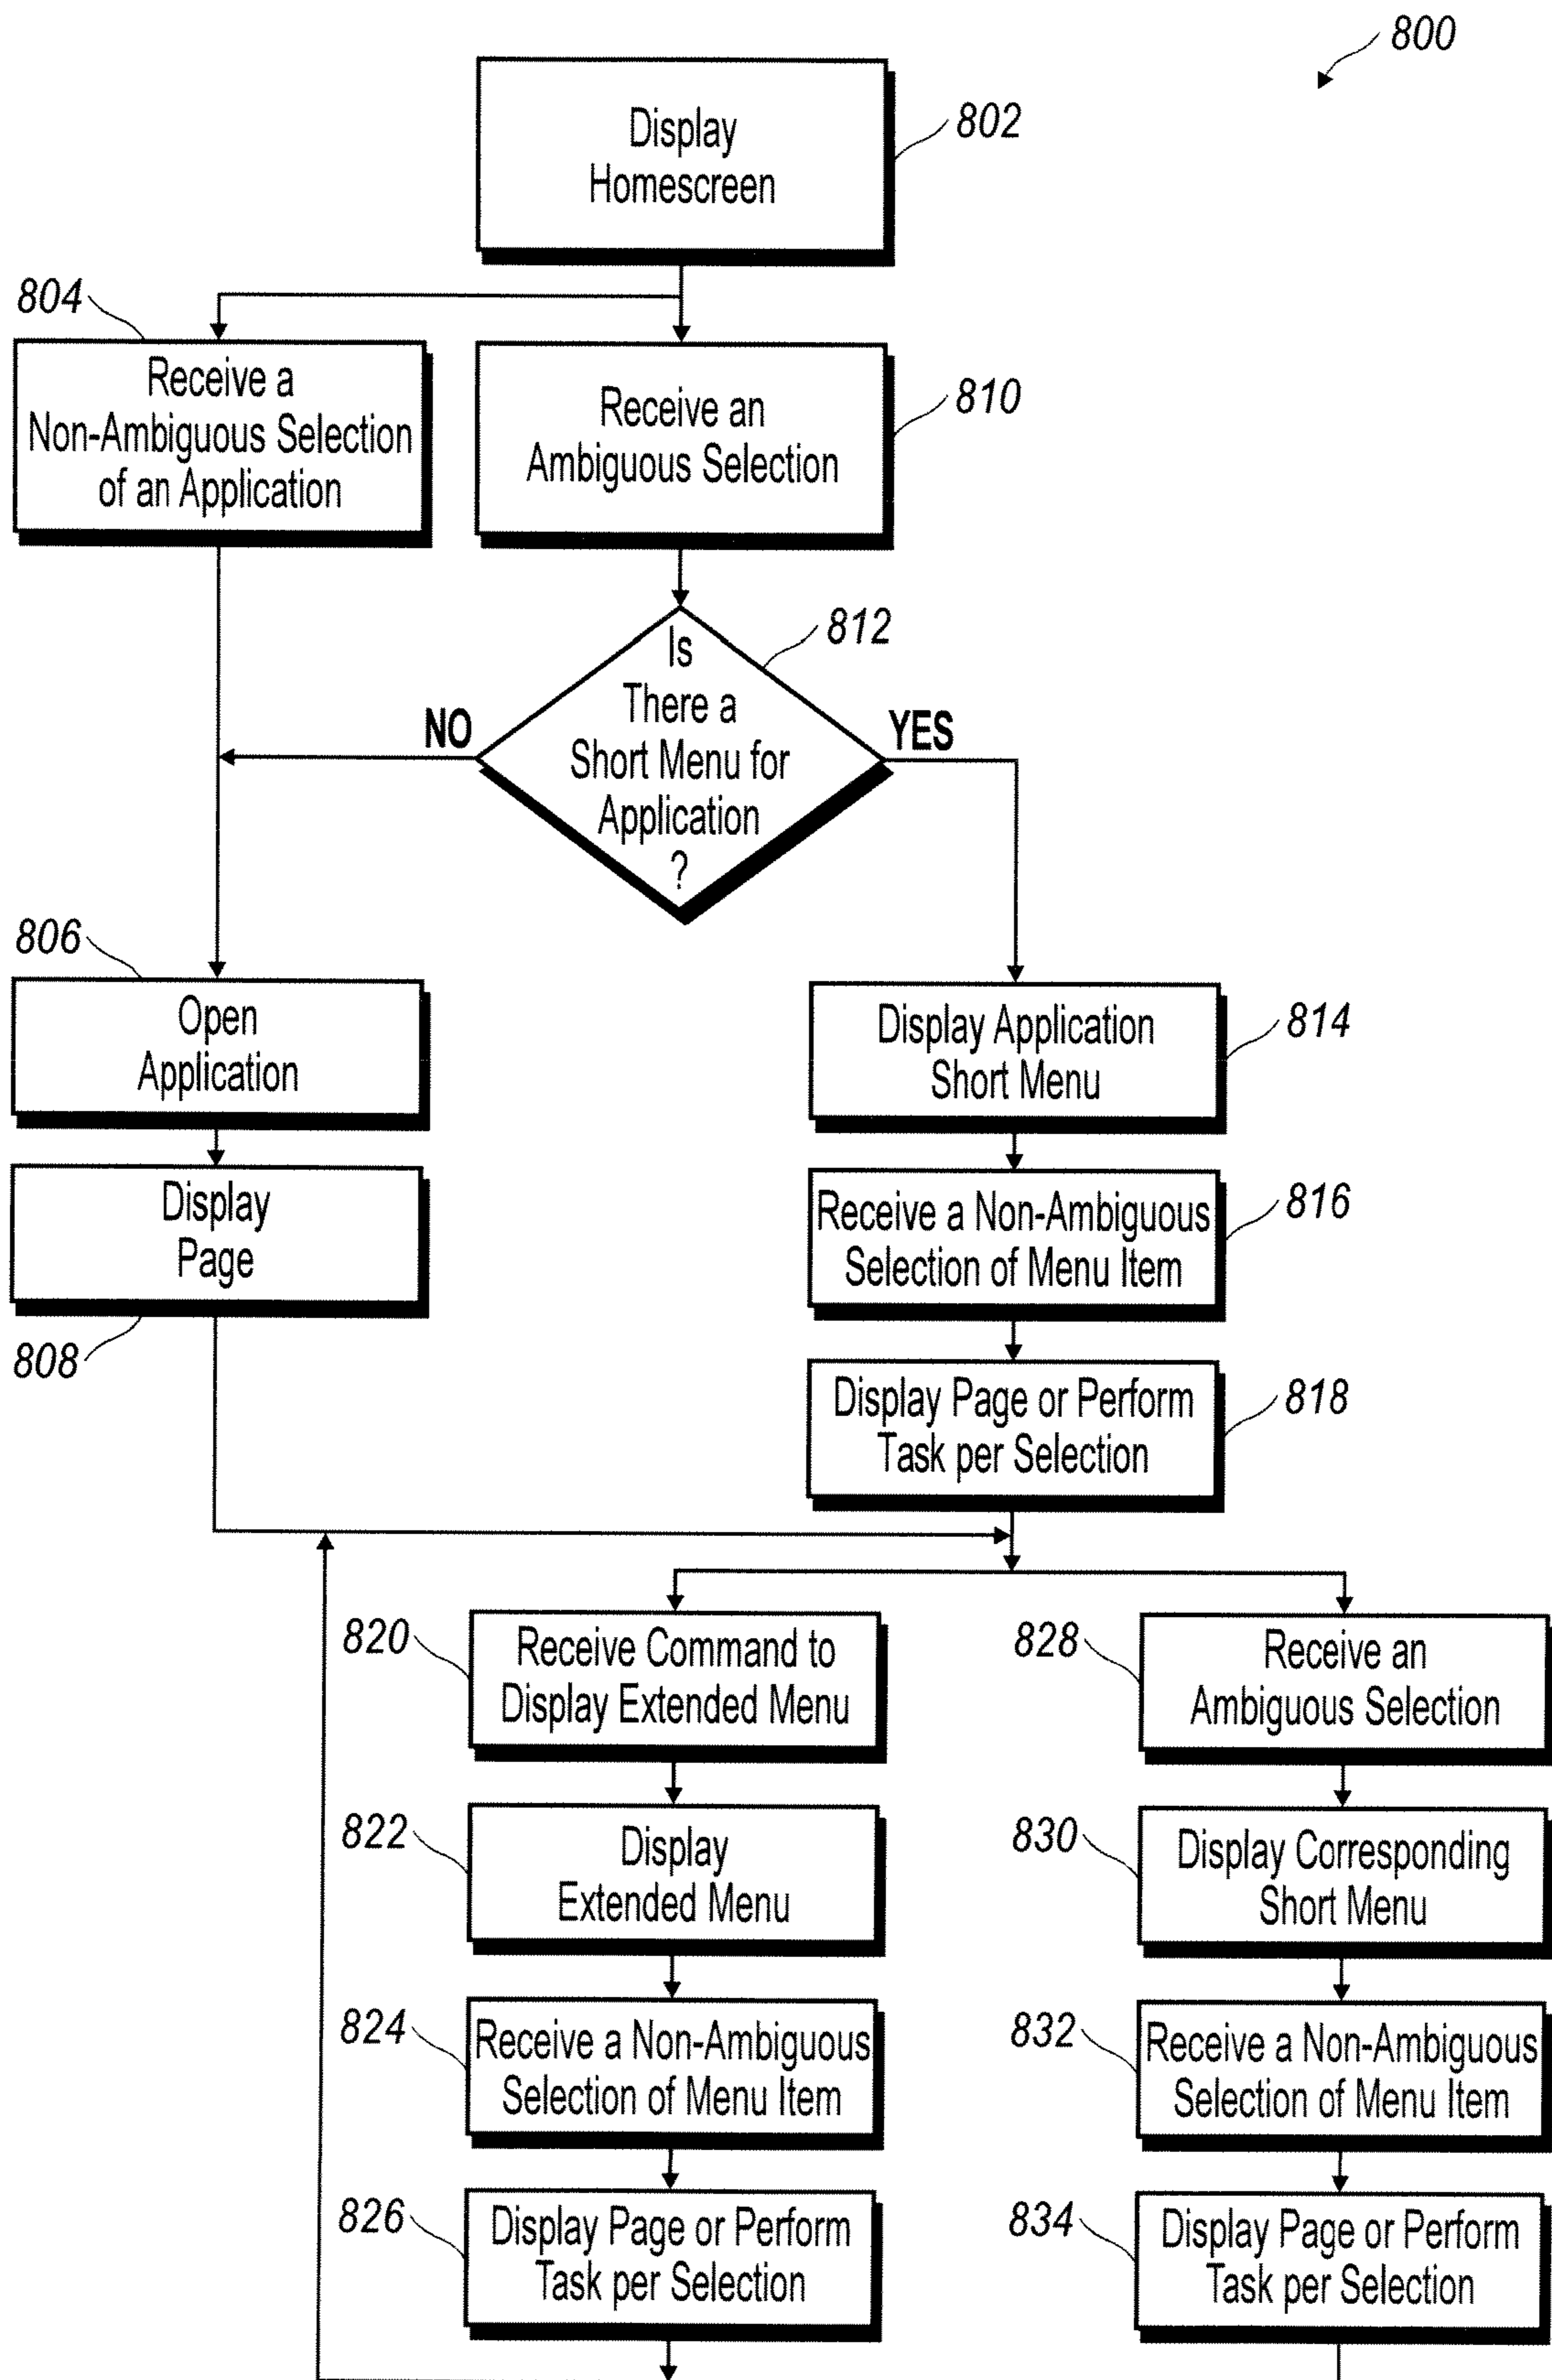 800
Display
Homescreen
802
804
Receive a
Non-Ambiguous Selection
of an Application
Receive an
Ambiguous Selection
810
Is
There a
Short Menu for
Application
?
812
NO
YES
806
Open
Application
Display Application
Short Menu
814
Display
Page
808
Receive a Non-Ambiguous
Selection of Menu Item
816
Display Page or Perform
Task per Selection
818
820
Receive Command to
Display Extended Menu
828
Receive an
Ambiguous Selection
822
Display
Extended Menu
830
Display Corresponding
Short Menu
824
Receive a Non-Ambiguous
Selection of Menu Item
832
Receive a Non-Ambiguous
Selection of Menu Item
826
Display Page or Perform
Task per Selection
834
Display Page or Perform
Task per Selection